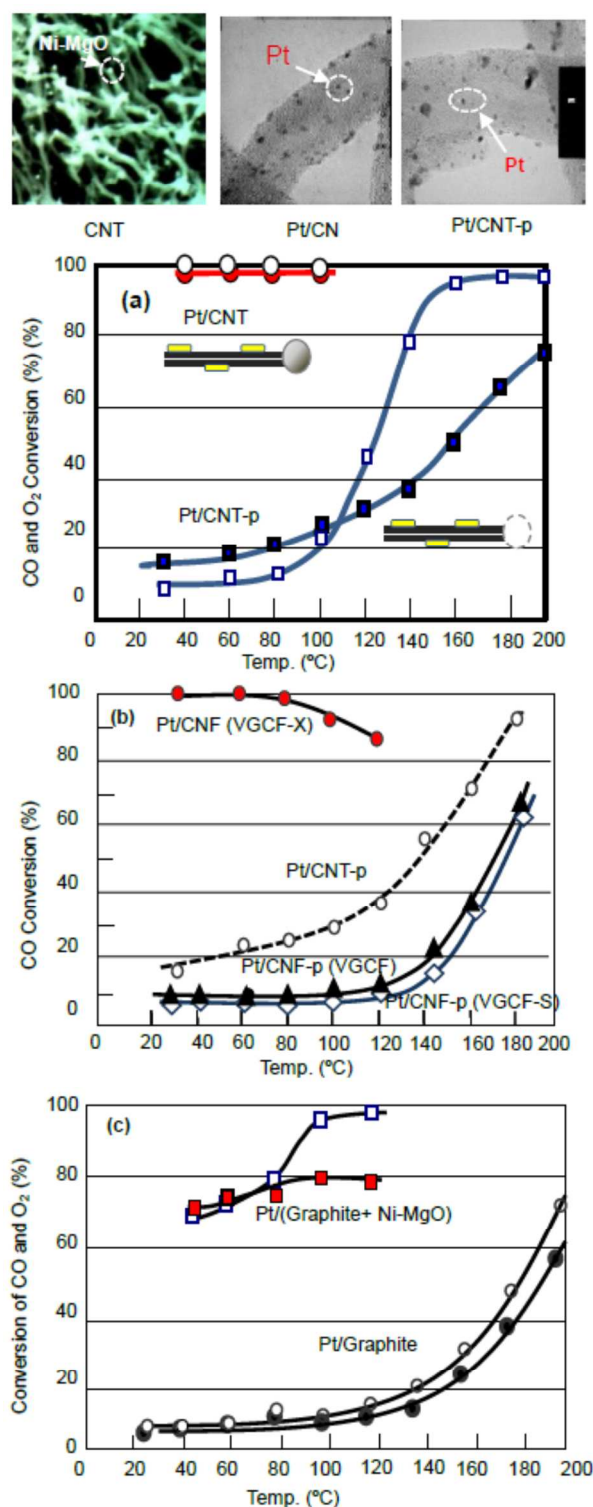 Ni-MgO
Pt
Pt
CNT Pt/CN Pt/CNT-p
CO and O₂ Conversion (%) (%)
100
80
60
40
20
0
(a)
Pt/CNT
Pt/CNT-p
0 20 40 60 80 100 120 140 160 180 200
Temp. (ºC)
CO Conversion (%)
100
80
60
40
20
0
(b)
Pt/CNF (VGCF-X)
Pt/CNT-p
Pt/CNF-p (VGCF)
Pt/CNF-p (VGCF-S)
0 20 40 60 80 100 120 140 160 180 200
Temp. (ºC)
Conversion of CO and O₂ (%)
100
80
60
40
20
0
(c)
Pt/(Graphite+ Ni-MgO)
Pt/Graphite
0 20 40 60 80 100 120 140 160 180 200
Temp. (ºC)